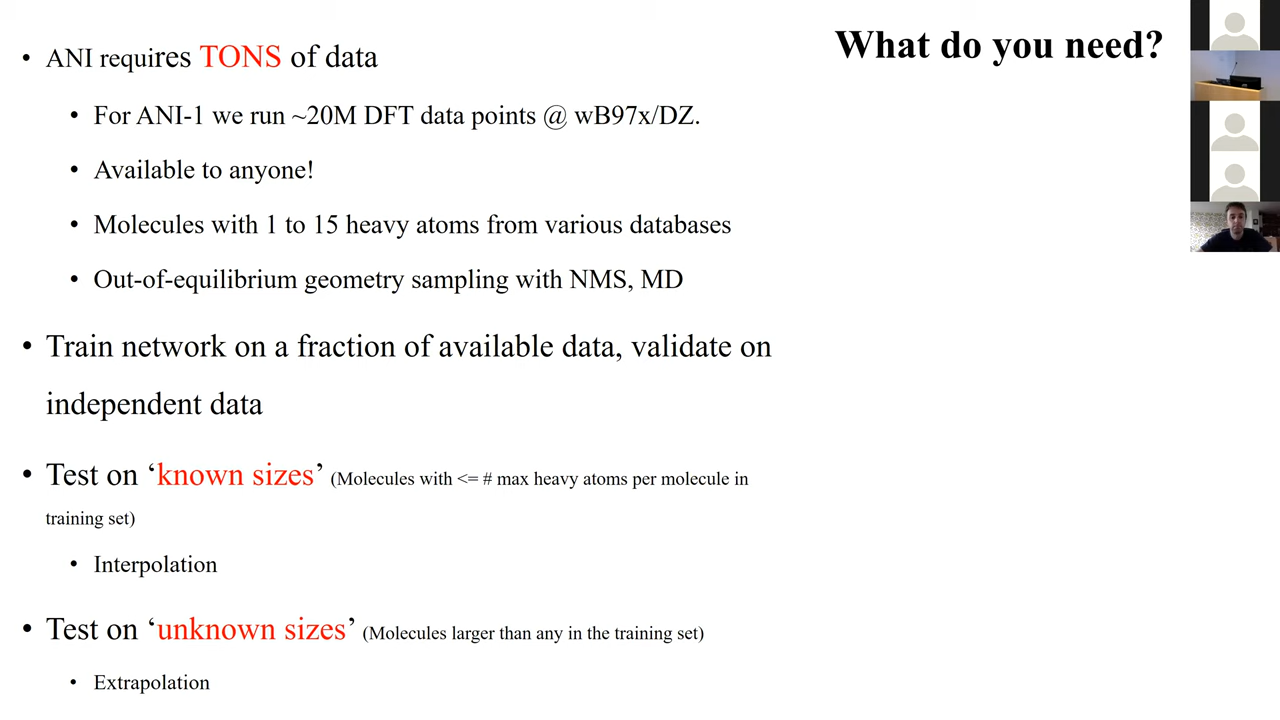 What do you need?
• ANI requires TONS of data
• For ANI-1 we run ~20M DFT data points @ wB97x/DZ.
• Available to anyone!
• Molecules with 1 to 15 heavy atoms from various databases
• Out-of-equilibrium geometry sampling with NMS, MD
• Train network on a fraction of available data, validate on
independent data
• Test on ‘known sizes’ (Molecules with <= # max heavy atoms per molecule in
training set)
• Interpolation
• Test on ‘unknown sizes’ (Molecules larger than any in the training set)
• Extrapolation